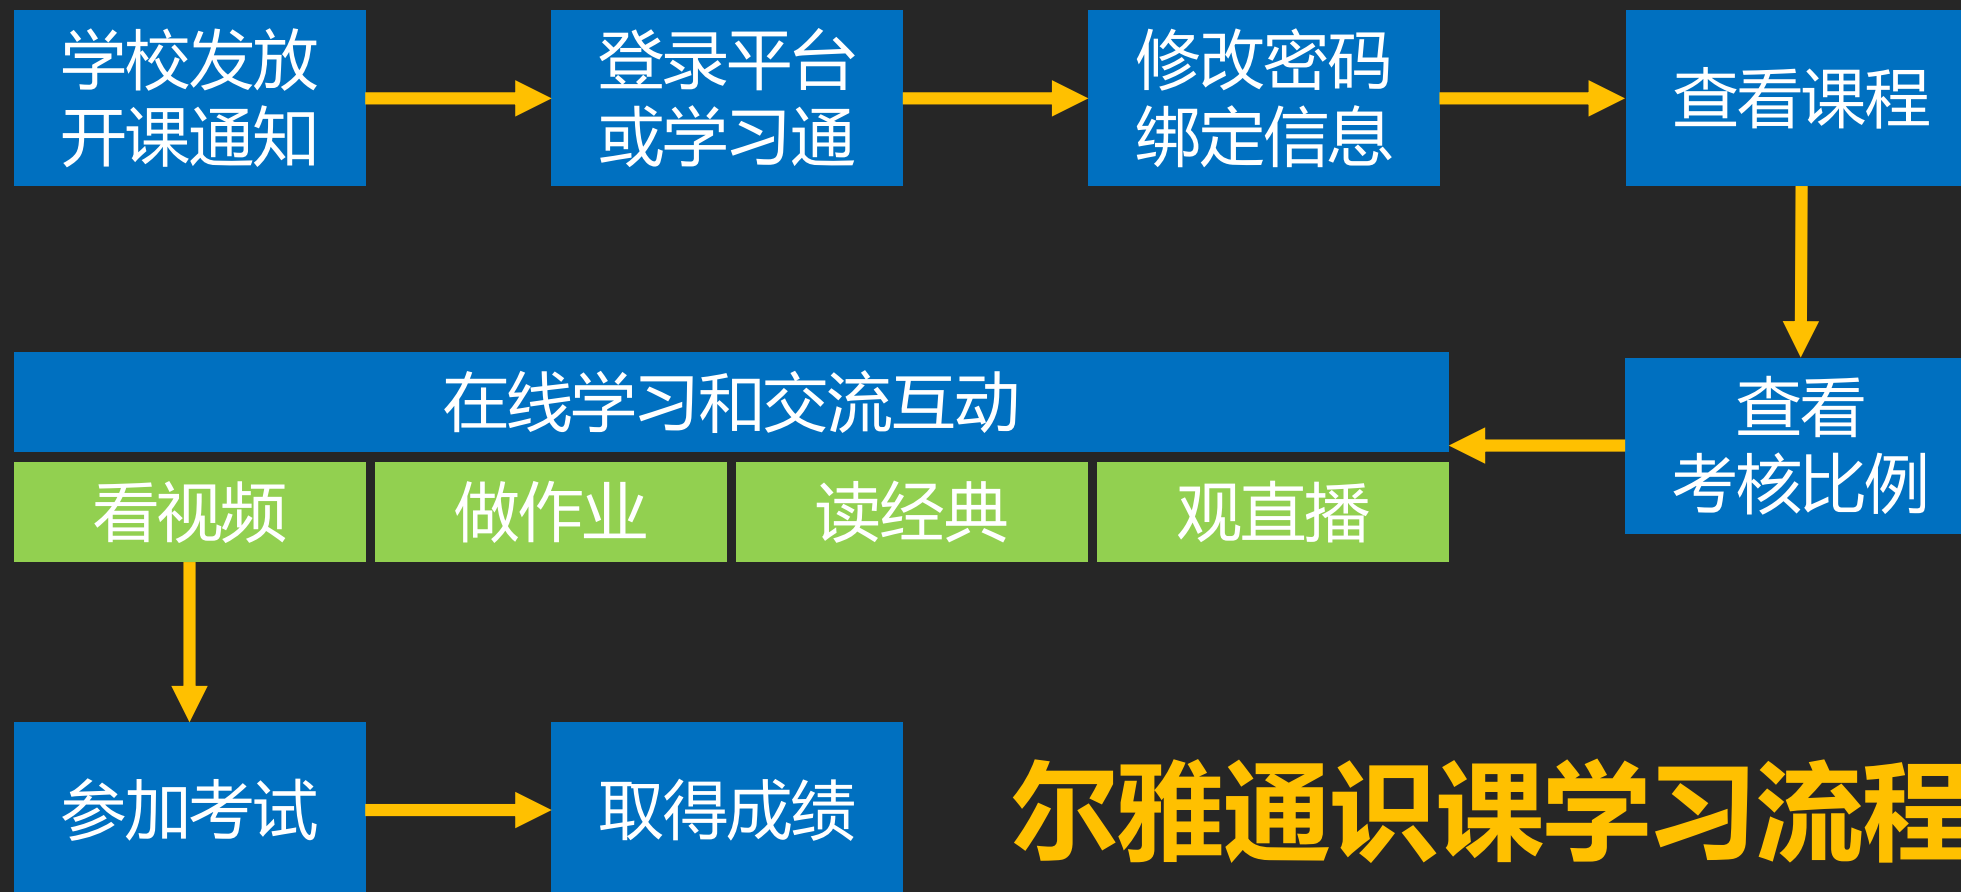 学校发放
开课通知
登录平台
或学习通
修改密码
绑定信息
查看课程
查看
考核比例
在线学习和交流互动
看视频
做作业
读经典
观直播
参加考试
取得成绩
尔雅通识课学习流程